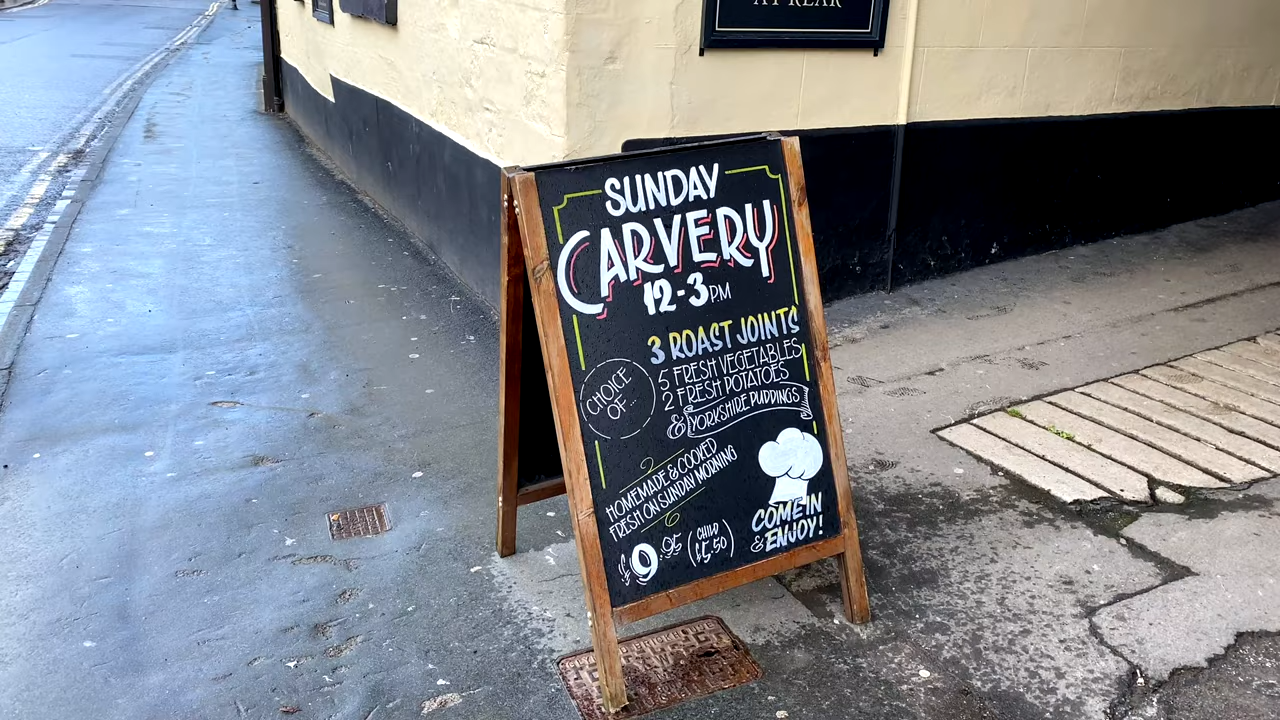 AT REAR
SUNDAY
CARVERY
12-3PM
3 ROAST JOINTS
CHOICE
OF...
5 FRESH VEGETABLES
2 FRESH POTATOES
& YORKSHIRE PUDDINGS
HOMEMADE & COOKED
FRESH ON SUNDAY MORNING
£9.95 (CHILD £5.50)
COME IN
& ENJOY!